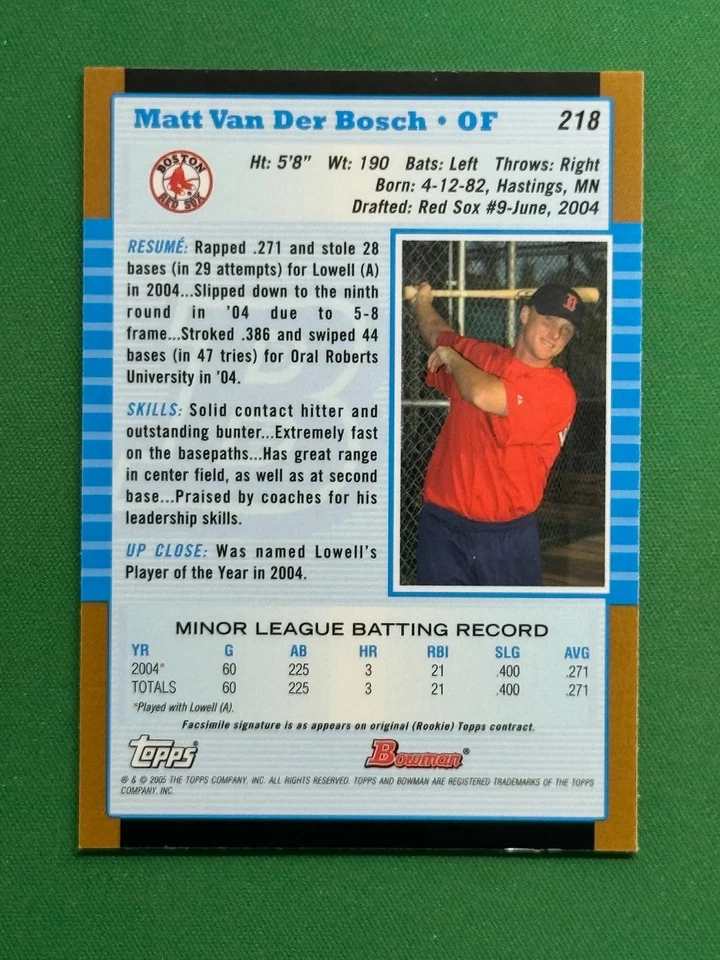 Matt Van Der Bosch • OF 218
BOSTON
RED SOX
Ht: 5'8" Wt: 190 Bats: Left Throws: Right
Born: 4-12-82, Hastings, MN
Drafted: Red Sox #9-June, 2004
RESUMÉ: Rapped .271 and stole 28
bases (in 29 attempts) for Lowell (A)
in 2004...Slipped down to the ninth
round in '04 due to 5-8
frame...Stroked .386 and swiped 44
bases (in 47 tries) for Oral Roberts
University in '04.
SKILLS: Solid contact hitter and
outstanding bunter...Extremely fast
on the basepaths...Has great range
in center field, as well as at second
base...Praised by coaches for his
leadership skills.
UP CLOSE: Was named Lowell's
Player of the Year in 2004.
B
MINOR LEAGUE BATTING RECORD
YR G AB HR RBI SLG AVG
2004* 60 225 3 21 .400 .271
TOTALS 60 225 3 21 .400 .271
*Played with Lowell (A).
Facsimile signature is as appears on original (Rookie) Topps contract.
Topps® Bowman®
® & © 2005 THE TOPPS COMPANY, INC. ALL RIGHTS RESERVED. TOPPS AND BOWMAN ARE REGISTERED TRADEMARKS OF THE TOPPS
COMPANY, INC.